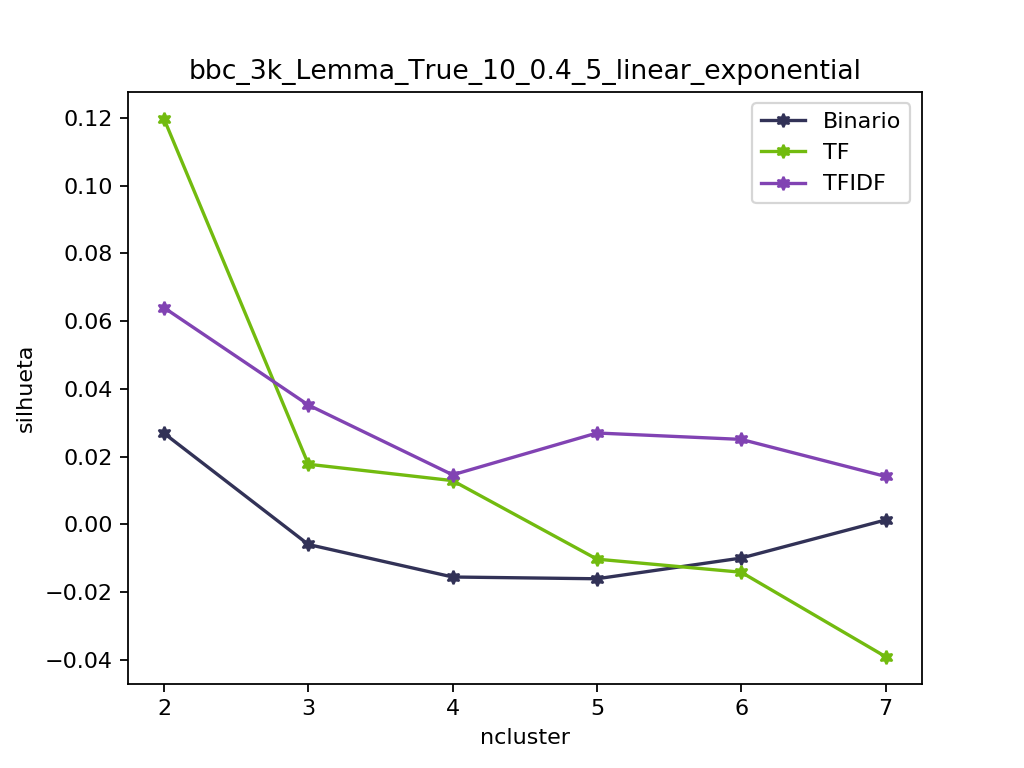 bbc_3k_Lemma_True_10_0.4_5_linear_exponential
Binario
TF
TFIDF
0.12
0.10
0.08
0.06
0.04
0.02
0.00
−0.02
−0.04
silhueta
2 3 4 5 6 7
ncluster